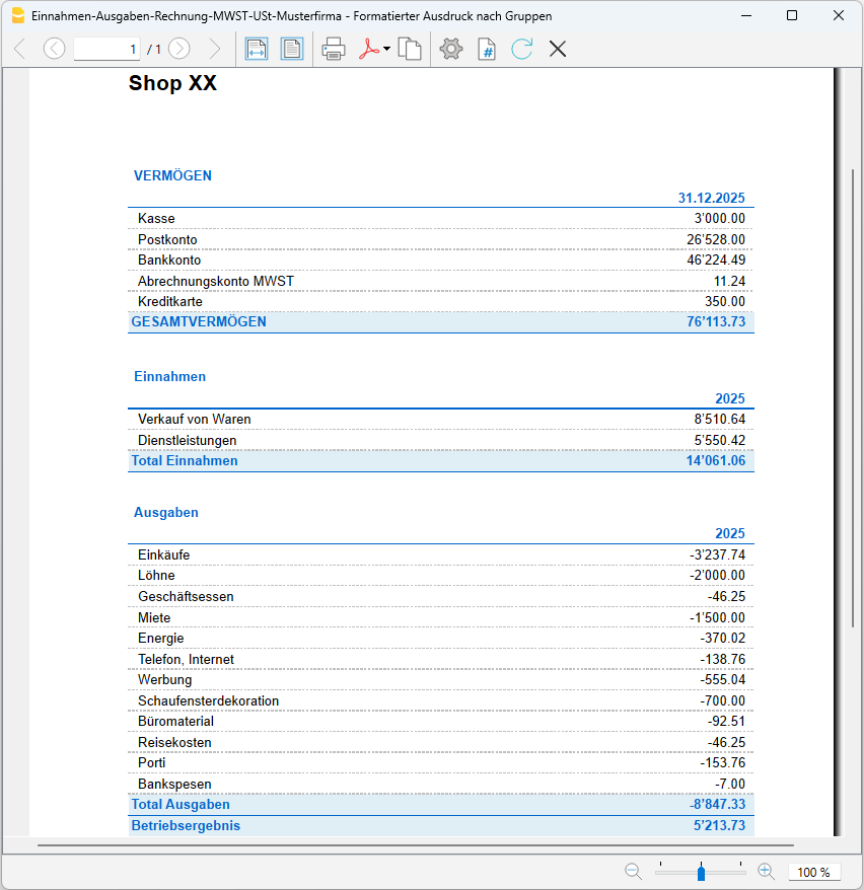 Einnahmen-Ausgaben-Rechnung-MWST-USt-Musterfirma - Formatierter Ausdruck nach Gruppen
1 / 1
Shop XX
VERMÖGEN
31.12.2025
Kasse 3'000.00
Postkonto 26'528.00
Bankkonto 46'224.49
Abrechnungskonto MWST 11.24
Kreditkarte 350.00
GESAMTVERMÖGEN 76'113.73
Einnahmen
2025
Verkauf von Waren 8'510.64
Dienstleistungen 5'550.42
Total Einnahmen 14'061.06
Ausgaben
2025
Einkäufe -3'237.74
Löhne -2'000.00
Geschäftsessen -46.25
Miete -1'500.00
Energie -370.02
Telefon, Internet -138.76
Werbung -555.04
Schaufensterdekoration -700.00
Büromaterial -92.51
Reisekosten -46.25
Porti -153.76
Bankspesen -7.00
Total Ausgaben -8'847.33
Betriebsergebnis 5'213.73
100 %